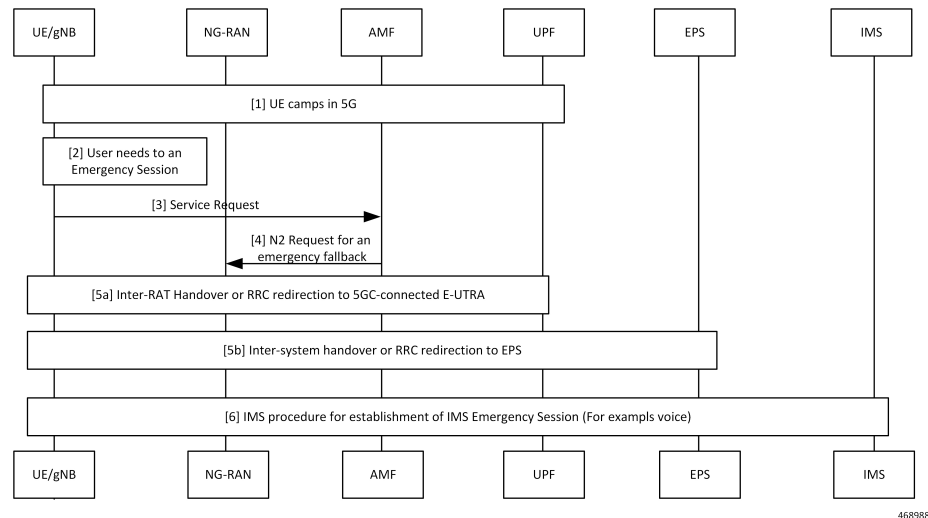 UE/gNB
NG-RAN
AMF
UPF
EPS
IMS
[1] UE camps in 5G
[2] User needs to an
Emergency Session
[3] Service Request
[4] N2 Request for an
emergency fallback
[5a] Inter-RAT Handover or RRC redirection to 5GC-connected E-UTRA
[5b] Inter-system handover or RRC redirection to EPS
[6] IMS procedure for establishment of IMS Emergency Session (For exampls voice)
UE/gNB
NG-RAN
AMF
UPF
EPS
IMS
468988